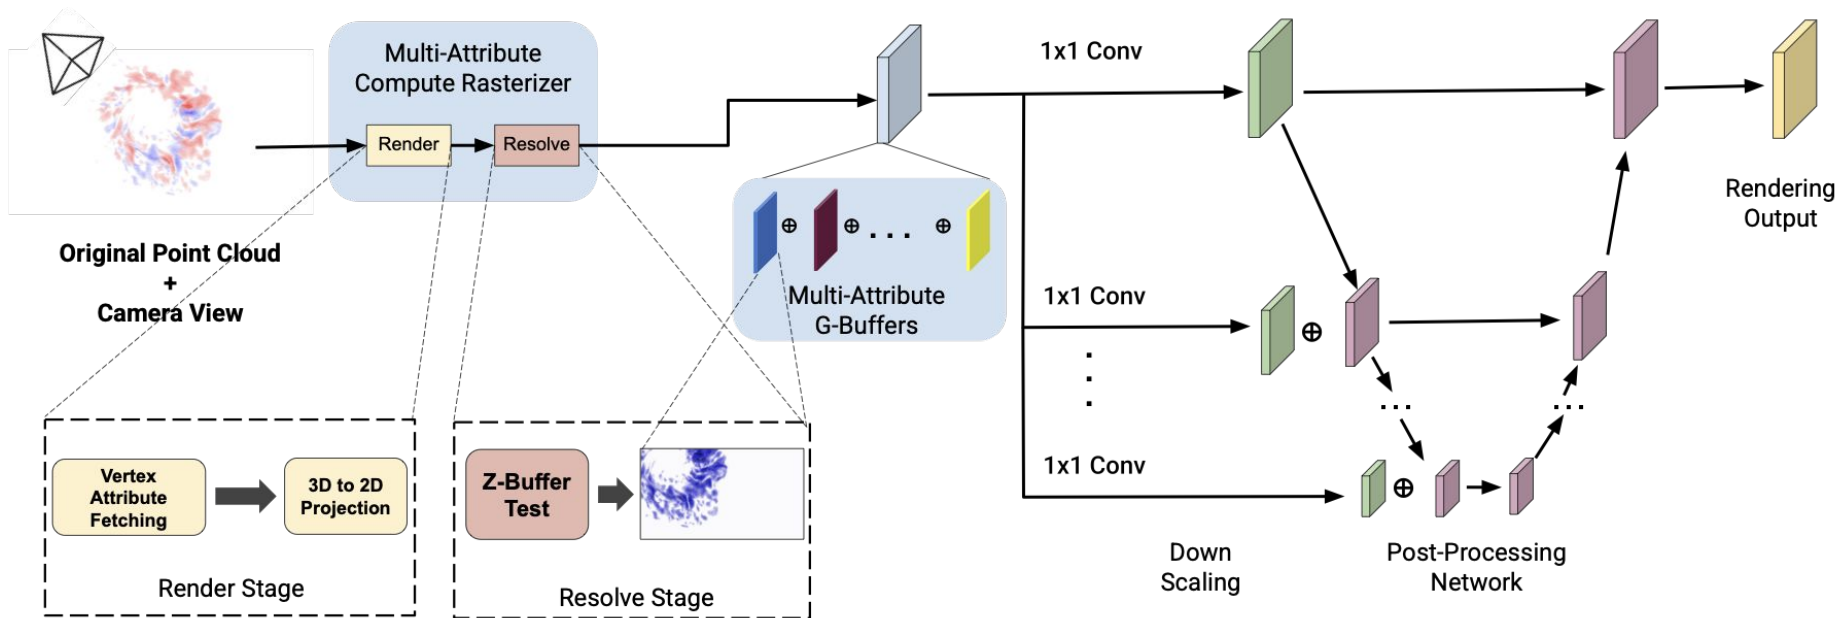 Multi-Attribute
Compute Rasterizer
Render
Resolve
Original Point Cloud
+
Camera View
Multi-Attribute
G-Buffers
1x1 Conv
1x1 Conv
1x1 Conv
Rendering
Output
Vertex
Attribute
Fetching
3D to 2D
Projection
Render Stage
Z-Buffer
Test
Resolve Stage
Down
Scaling
Post-Processing
Network